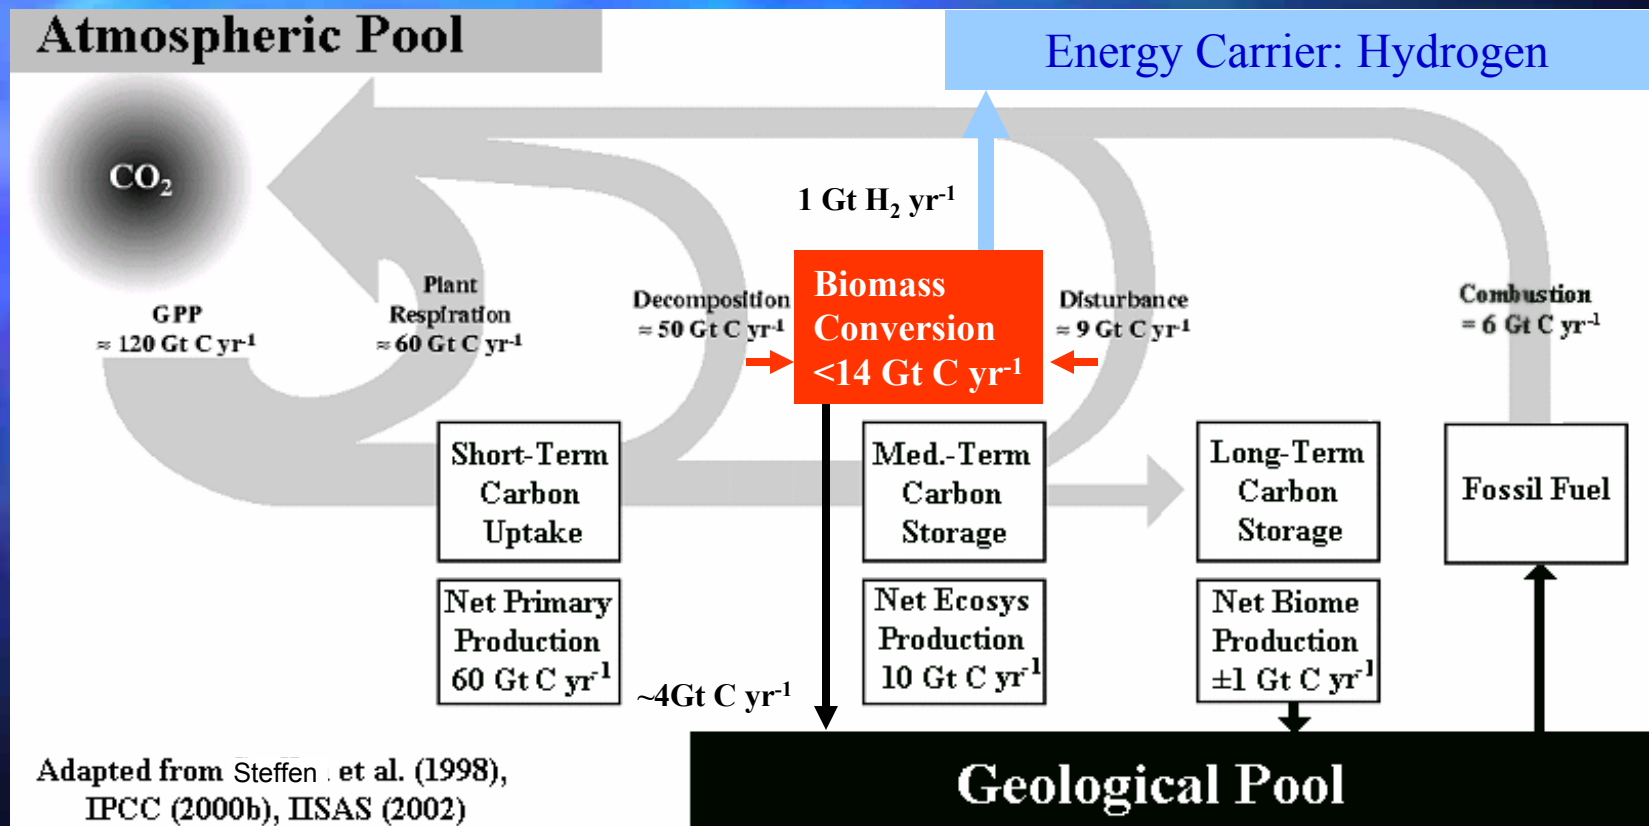 Atmospheric Pool
Energy Carrier: Hydrogen
CO₂
1 Gt H₂ yr⁻¹
GPP
≈ 120 Gt C yr⁻¹
Plant
Respiration
≈ 60 Gt C yr⁻¹
Decomposition
≈ 50 Gt C yr⁻¹
Biomass
Conversion
<14 Gt C yr⁻¹
Disturbance
≈ 9 Gt C yr⁻¹
Combustion
= 6 Gt C yr⁻¹
Short-Term
Carbon
Uptake
Med.-Term
Carbon
Storage
Long-Term
Carbon
Storage
Fossil Fuel
Net Primary
Production
60 Gt C yr⁻¹
Net Ecosys
Production
10 Gt C yr⁻¹
Net Biome
Production
±1 Gt C yr⁻¹
~4Gt C yr⁻¹
Geological Pool
Adapted from Steffen et al. (1998),
IPCC (2000b), IISAS (2002)